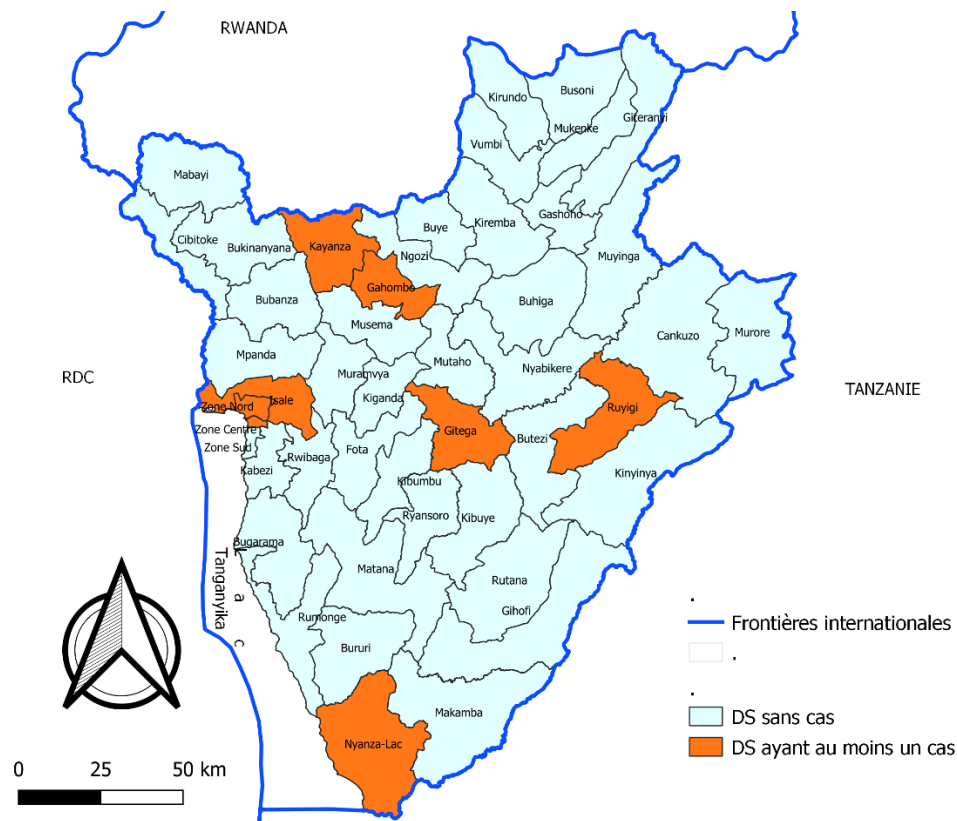 RWANDA
Kirundo
Busoni
Mukenke
Giteranyi
Vumbi
Mabayi
Gashoho
Kiremba
Buye
Cibitoke
Bukinanyana
Kayanza
Ngozi
Muyinga
Gahombo
Bubanza
Buhiga
Musema
Cankuzo
Murore
Mpanda
Mutaho
Nyabikere
RDC
Muramvya
TANZANIE
Kiganda
Isale
Zone Nord
Ruyigi
Zone Centre
Gitega
Butezi
Zone Sud
Fota
Rwibaga
Kabezi
Kinyinya
Kibumbu
Ryansoro
Kibuye
Bugarama
Lac
Tanganyika
Matana
Rutana
Gihofi
Rumonge
Bururi
Makamba
Nyanza-Lac
.
Frontières internationales
.
.
DS sans cas
DS ayant au moins un cas
0 25 50 km